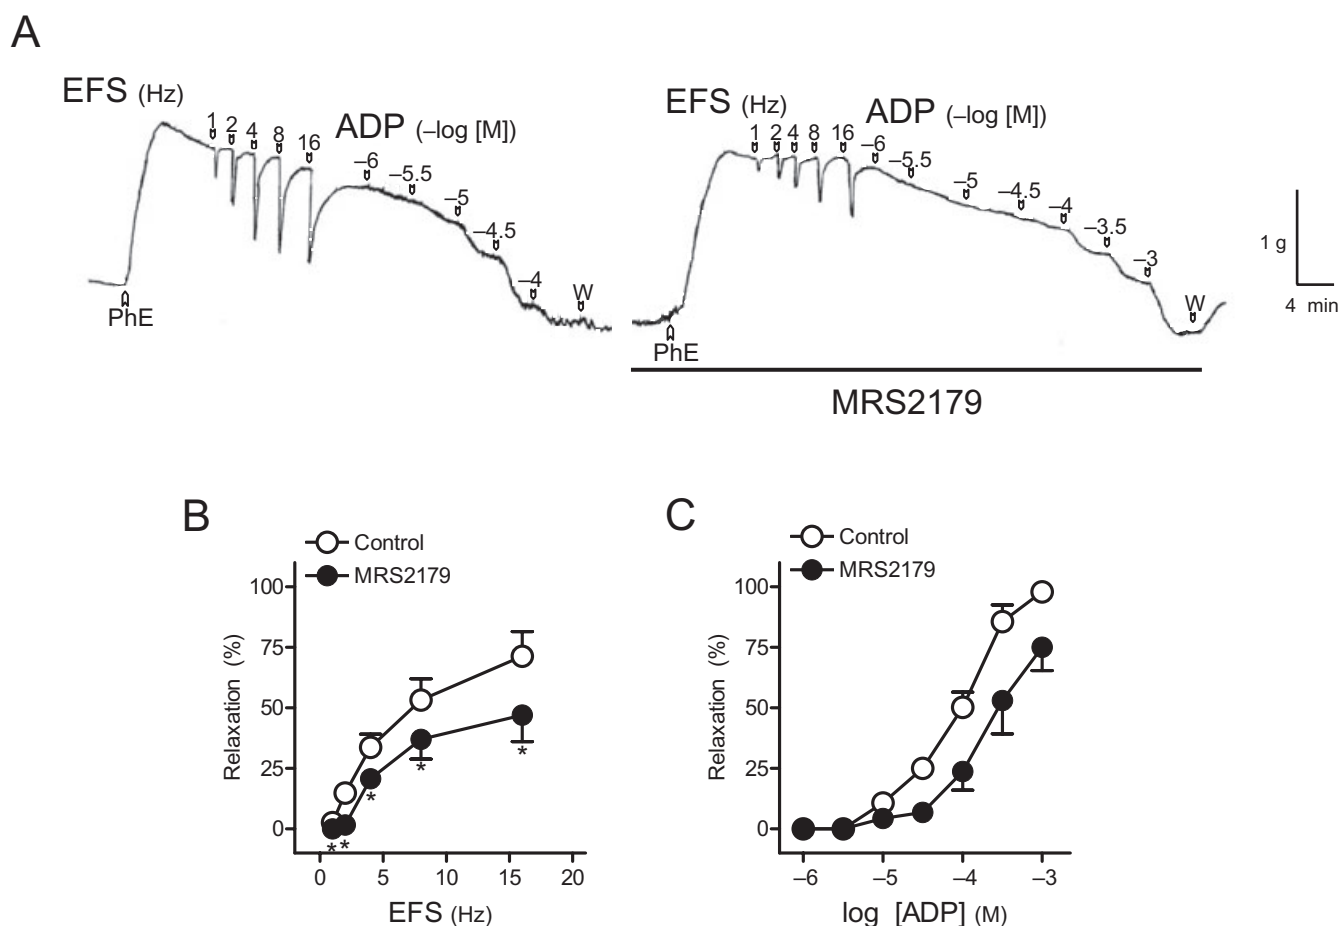 A
EFS (Hz)
1 2 4 8 16
ADP (–log [M])
–6 –5.5 –5 –4.5 –4 W
PhE
EFS (Hz)
1 2 4 8 16
ADP (–log [M])
–6 –5.5 –5 –4.5 –4 –3.5 –3 W
PhE
MRS2179
1 g
4 min
B
Control
MRS2179
Relaxation (%)
100
75
50
25
0
* * * * *
0 5 10 15 20
EFS (Hz)
C
Control
MRS2179
Relaxation (%)
100
75
50
25
0
–6 –5 –4 –3
log [ADP] (M)